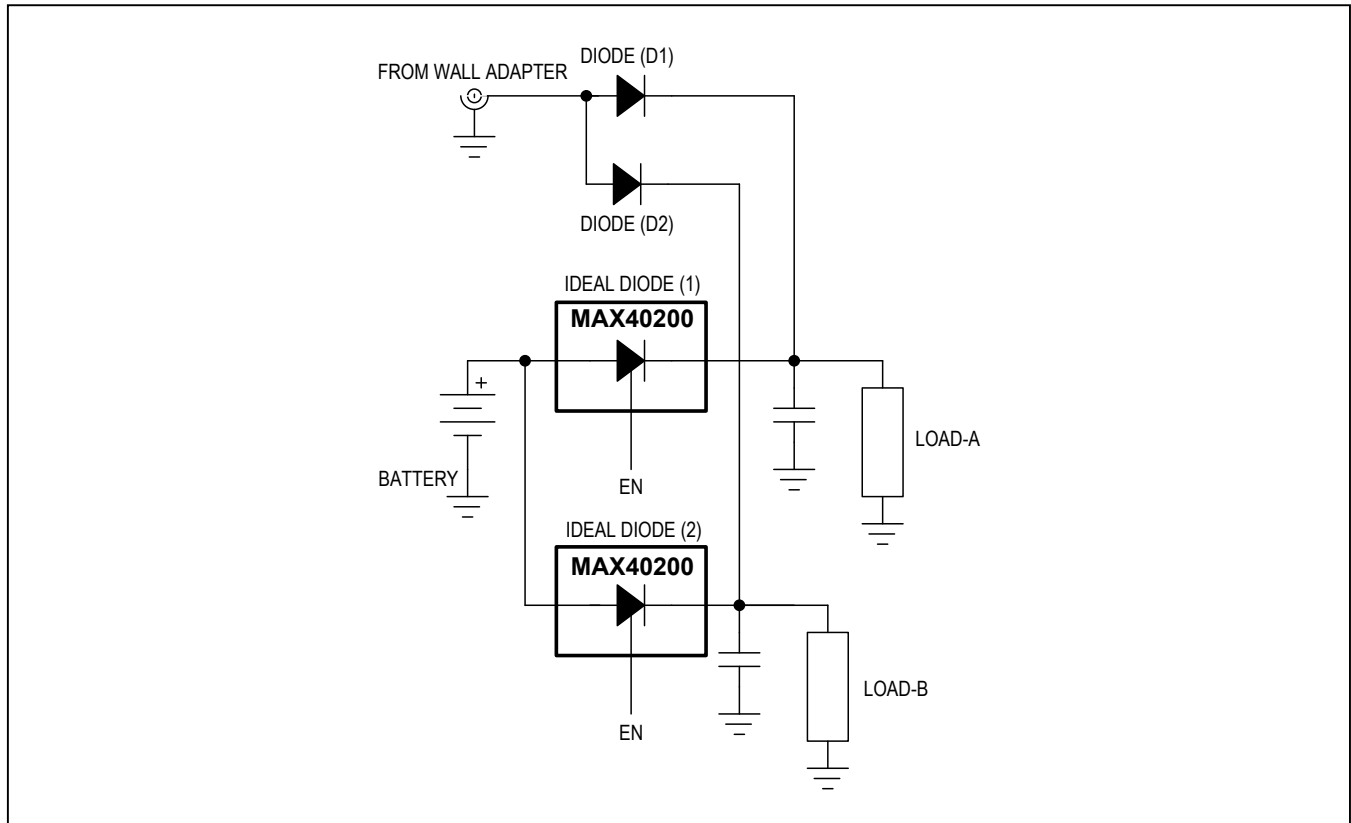 DIODE (D1)
FROM WALL ADAPTER
DIODE (D2)
IDEAL DIODE (1)
MAX40200
+
LOAD-A
BATTERY
EN
IDEAL DIODE (2)
MAX40200
LOAD-B
EN